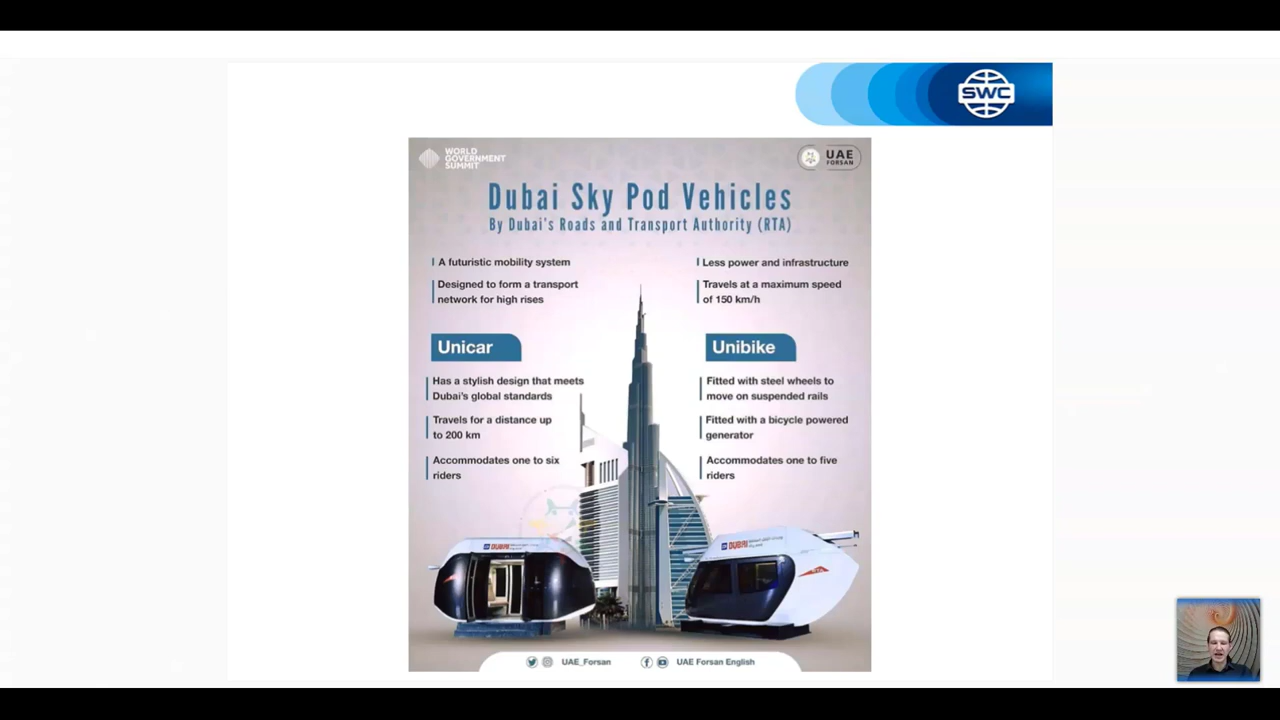 SWC
WORLD
GOVERNMENT
SUMMIT
UAE
FORSAN
Dubai Sky Pod Vehicles
By Dubai's Roads and Transport Authority (RTA)
A futuristic mobility system
Designed to form a transport
network for high rises
Less power and infrastructure
Travels at a maximum speed
of 150 km/h
Unicar
Has a stylish design that meets
Dubai's global standards
Travels for a distance up
to 200 km
Accommodates one to six
riders
Unibike
Fitted with steel wheels to
move on suspended rails
Fitted with a bicycle powered
generator
Accommodates one to five
riders
DUBAI
DUBAI
UAE_Forsan
UAE Forsan English